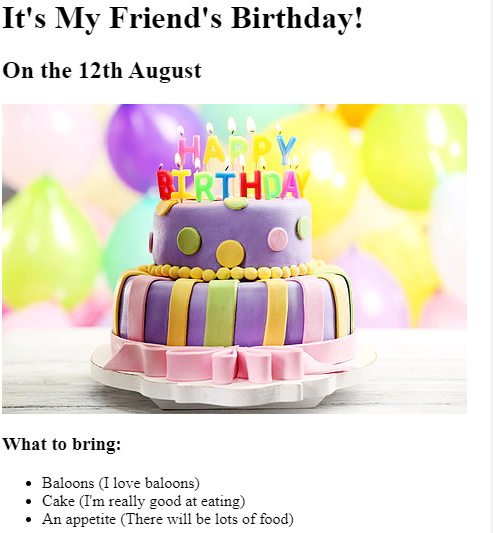 It's My Friend's Birthday!
On the 12th August
HAPPY
BIRTHDAY
What to bring:
Baloons (I love baloons)
Cake (I'm really good at eating)
An appetite (There will be lots of food)